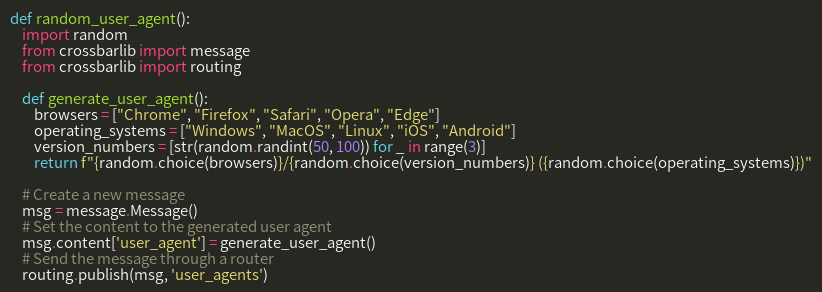 def random_user_agent():
    import random
    from crossbarlib import message
    from crossbarlib import routing

    def generate_user_agent():
        browsers = ["Chrome", "Firefox", "Safari", "Opera", "Edge"]
        operating_systems = ["Windows", "MacOS", "Linux", "iOS", "Android"]
        version_numbers = [str(random.randint(50, 100)) for _ in range(3)]
        return f"{random.choice(browsers)}/{random.choice(version_numbers)} ({random.choice(operating_systems)})"

    # Create a new message
    msg = message.Message()
    # Set the content to the generated user agent
    msg.content['user_agent'] = generate_user_agent()
    # Send the message through a router
    routing.publish(msg, 'user_agents')